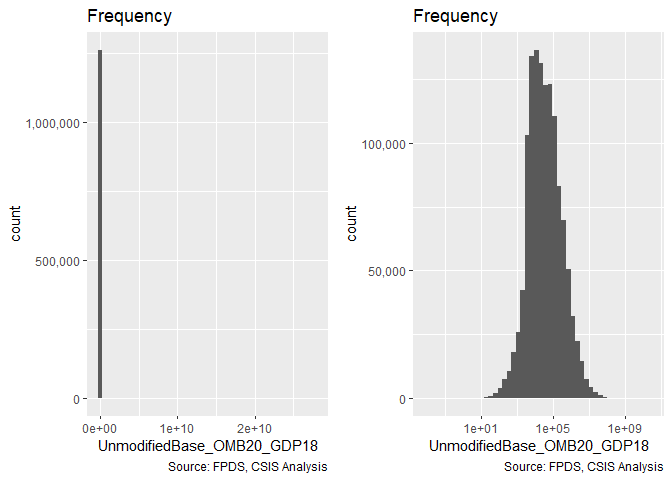 Frequency
count
1,000,000
500,000
0
0e+00 1e+10 2e+10
UnmodifiedBase_OMB20_GDP18
Source: FPDS, CSIS Analysis
Frequency
count
100,000
50,000
0
1e+01 1e+05 1e+09
UnmodifiedBase_OMB20_GDP18
Source: FPDS, CSIS Analysis